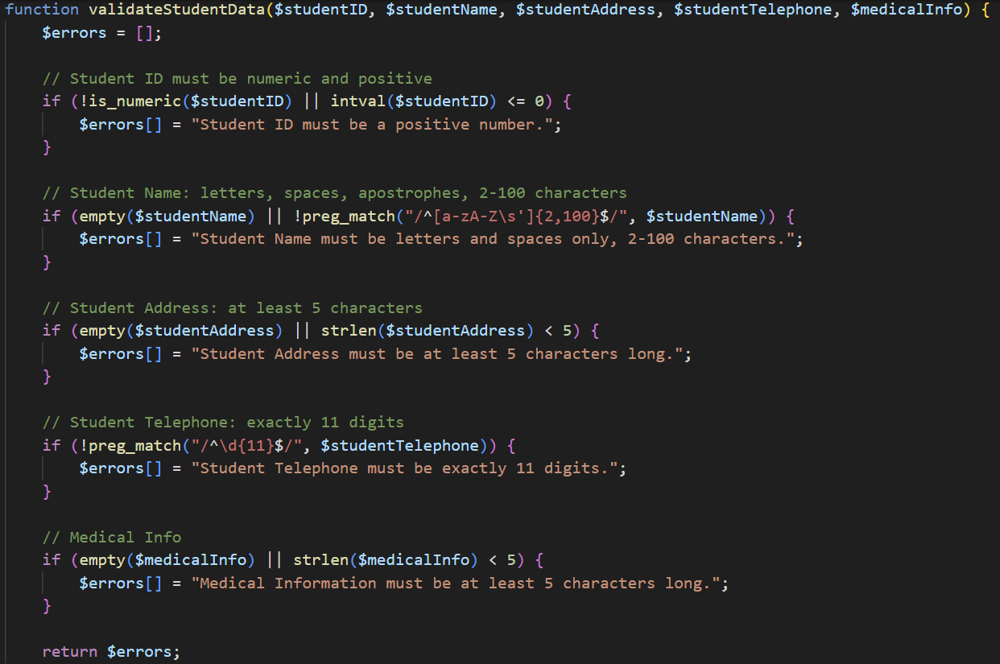 function validateStudentData($studentID, $studentName, $studentAddress, $studentTelephone, $medicalInfo) {
    $errors = [];

    // Student ID must be numeric and positive
    if (!is_numeric($studentID) || intval($studentID) <= 0) {
        $errors[] = "Student ID must be a positive number.";
    }

    // Student Name: letters, spaces, apostrophes, 2-100 characters
    if (empty($studentName) || !preg_match("/^[a-zA-Z\s']{2,100}$/", $studentName)) {
        $errors[] = "Student Name must be letters and spaces only, 2-100 characters.";
    }

    // Student Address: at least 5 characters
    if (empty($studentAddress) || strlen($studentAddress) < 5) {
        $errors[] = "Student Address must be at least 5 characters long.";
    }

    // Student Telephone: exactly 11 digits
    if (!preg_match("/^\d{11}$/", $studentTelephone)) {
        $errors[] = "Student Telephone must be exactly 11 digits.";
    }

    // Medical Info
    if (empty($medicalInfo) || strlen($medicalInfo) < 5) {
        $errors[] = "Medical Information must be at least 5 characters long.";
    }

    return $errors;